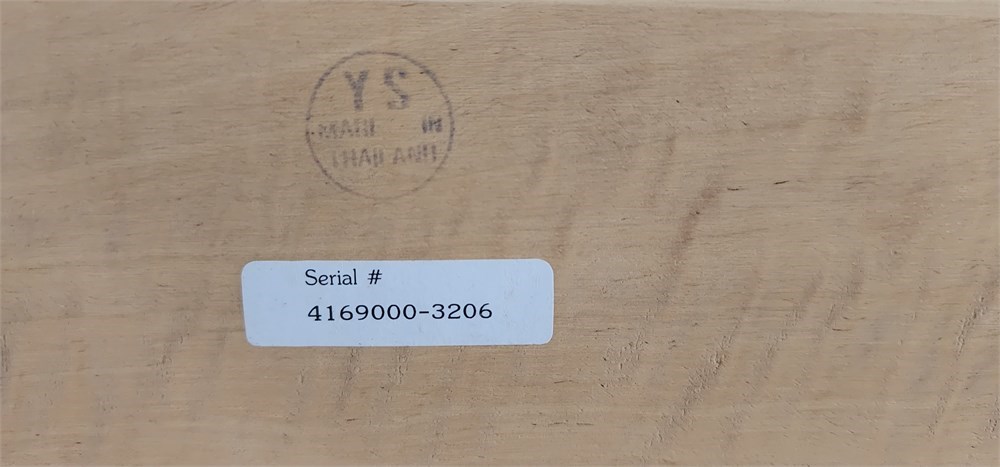 YS
MADE IN
THAILAND
Serial #
4169000-3206